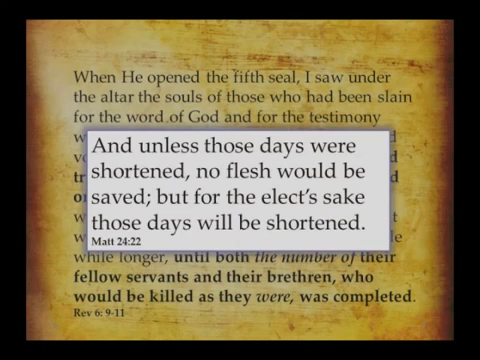 When He opened the fifth seal, I saw under
the altar the souls of those who had been slain
for the word of God and for the testimony
And unless those days were
shortened, no flesh would be
saved; but for the elect's sake
those days will be shortened.
Matt 24:22
while longer, until both the number of their
fellow servants and their brethren, who
would be killed as they were, was completed.
Rev 6: 9-11